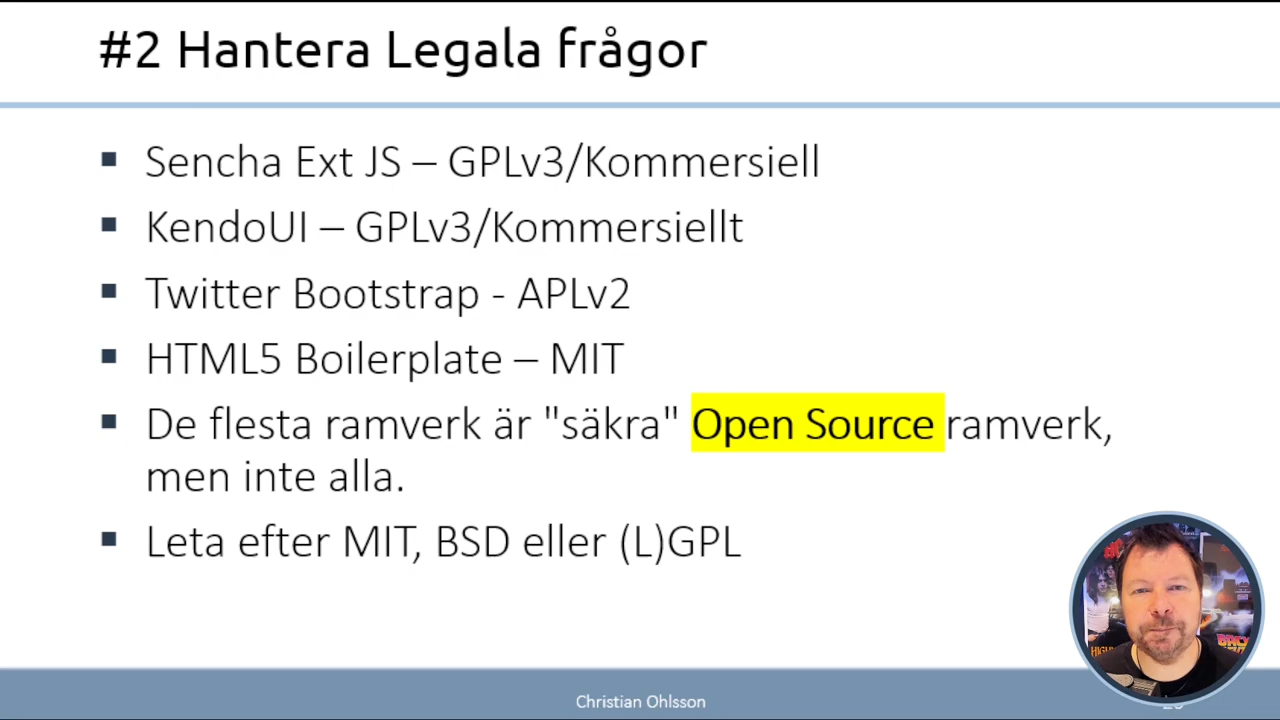 #2 Hantera Legala frågor
Sencha Ext JS – GPLv3/Kommersiell
KendoUI – GPLv3/Kommersiellt
Twitter Bootstrap - APLv2
HTML5 Boilerplate – MIT
De flesta ramverk är "säkra" Open Source ramverk,
men inte alla.
Leta efter MIT, BSD eller (L)GPL
Christian Ohlsson